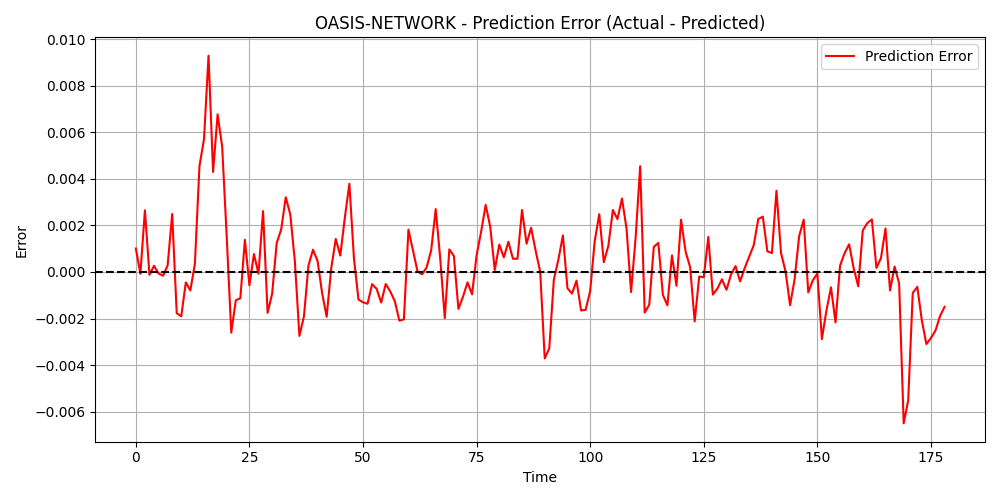 OASIS-NETWORK - Prediction Error (Actual - Predicted)
Prediction Error
0.010
0.008
0.006
0.004
0.002
0.000
−0.002
−0.004
−0.006
Error
0 25 50 75 100 125 150 175
Time